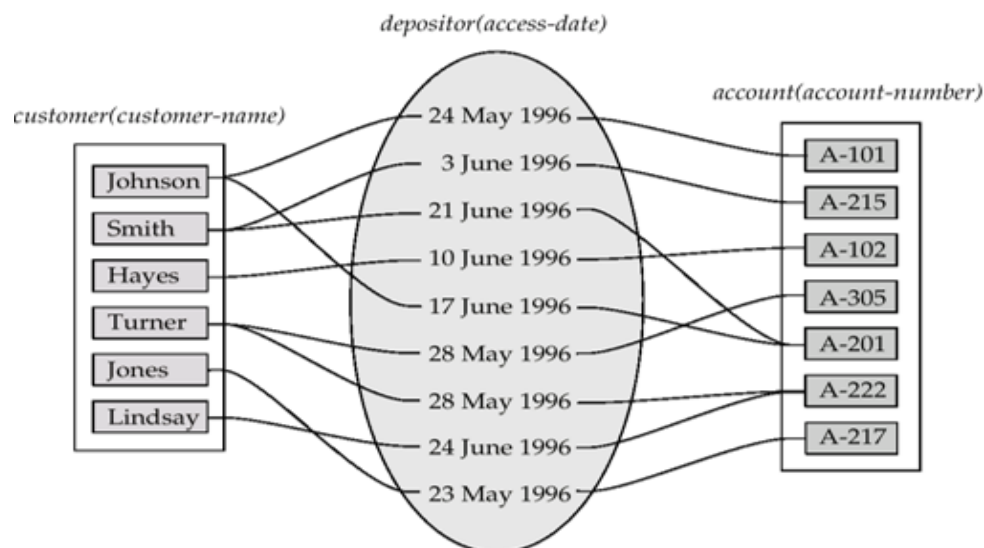 depositor(access-date)
customer(customer-name)
account(account-number)
Johnson
Smith
Hayes
Turner
Jones
Lindsay
24 May 1996
3 June 1996
21 June 1996
10 June 1996
17 June 1996
28 May 1996
28 May 1996
24 June 1996
23 May 1996
A-101
A-215
A-102
A-305
A-201
A-222
A-217